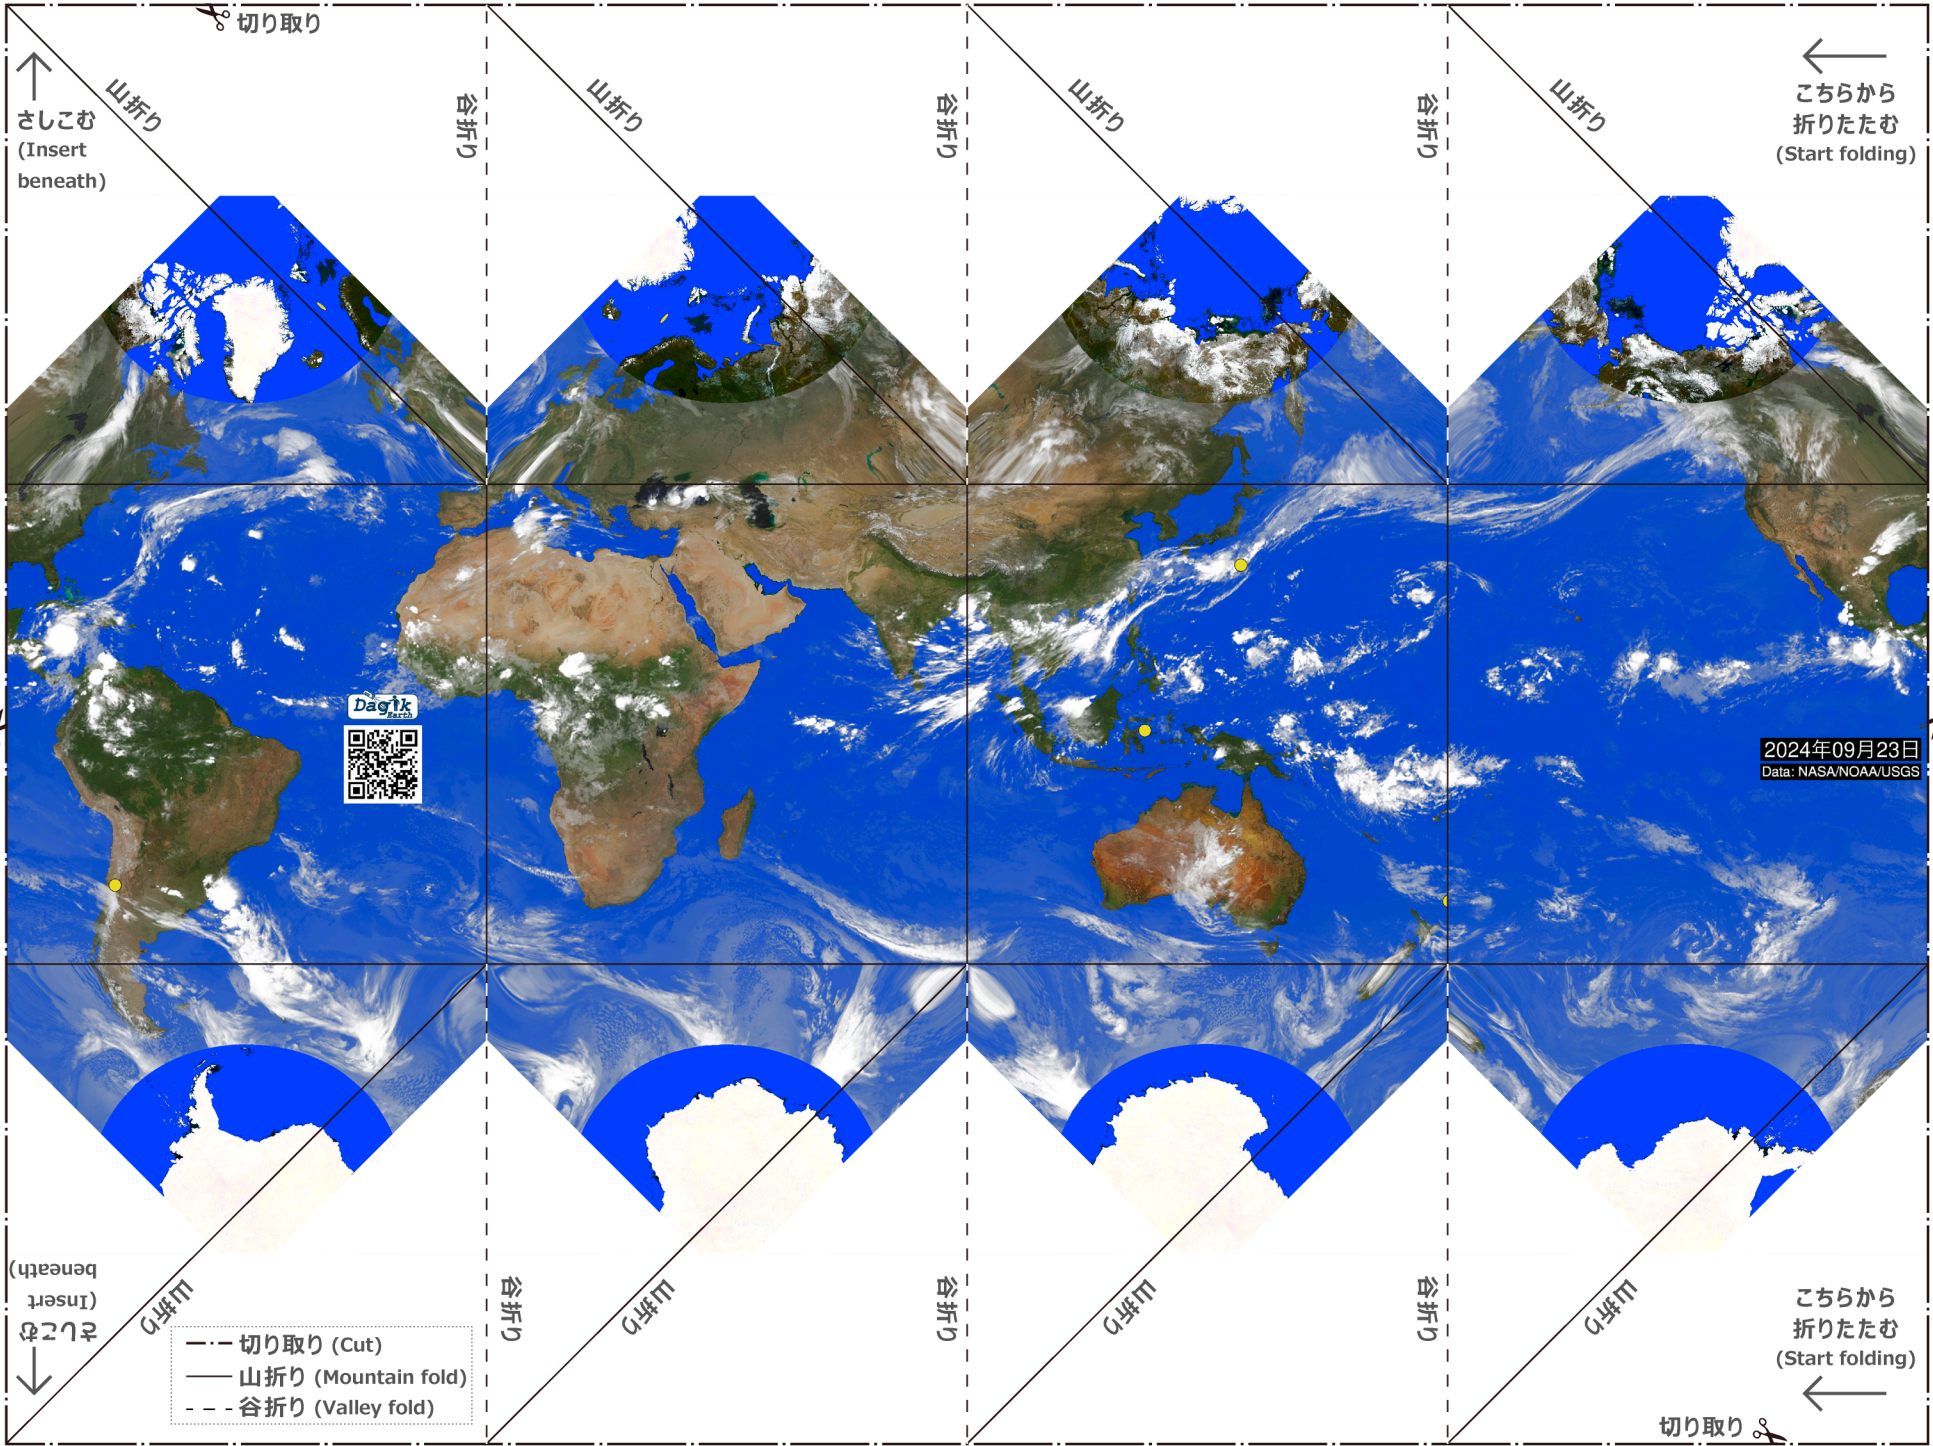 切り取り
山折り
谷折り
山折り
谷折り
山折り
谷折り
山折り
さしこむ
(Insert
beneath)
こちらから
折りたたむ
(Start folding)
Dagik
Earth
2024年09月23日
Data: NASA/NOAA/USGS
さしこむ
(Insert
beneath)
山折り
谷折り
山折り
谷折り
山折り
谷折り
山折り
こちらから
折りたたむ
(Start folding)
切り取り (Cut)
山折り (Mountain fold)
谷折り (Valley fold)
切り取り